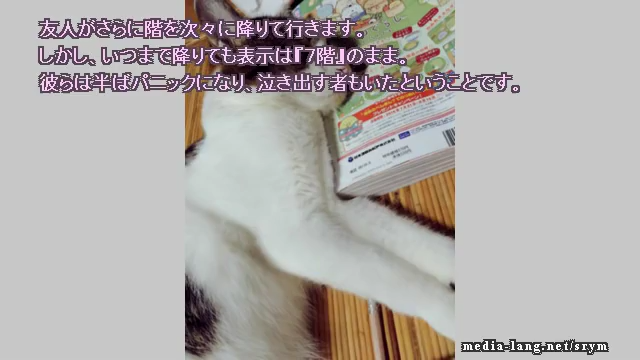 友人がさらに階を次々に降りて行きます。
しかし、いつまで降りても表示は『7階』のまま。
彼らは半ばパニックになり、泣き出す者もいたということです。
media-lang.net/srym